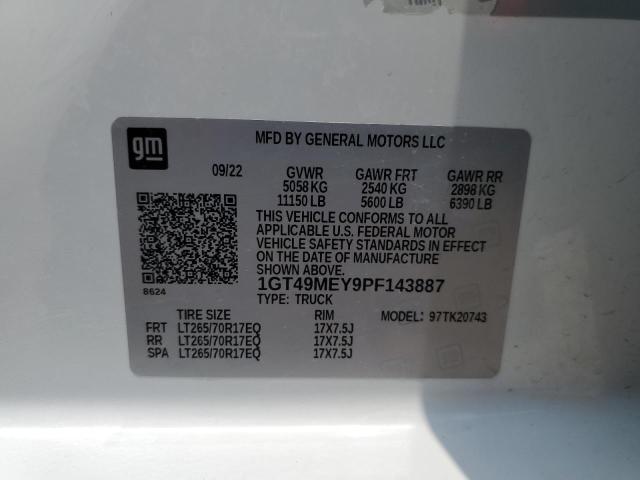 gm
MFD BY GENERAL MOTORS LLC
09/22 GVWR GAWR FRT GAWR RR
5058 KG 2540 KG 2898 KG
11150 LB 5600 LB 6390 LB
THIS VEHICLE CONFORMS TO ALL
APPLICABLE U.S. FEDERAL MOTOR
VEHICLE SAFETY STANDARDS IN EFFECT
ON THE DATE OF MANUFACTURE
SHOWN ABOVE.
8624
1GT49MEY9PF143887
TYPE: TRUCK
TIRE SIZE RIM MODEL: 97TK20743
FRT LT265/70R17EQ 17X7.5J
RR LT265/70R17EQ 17X7.5J
SPA LT265/70R17EQ 17X7.5J